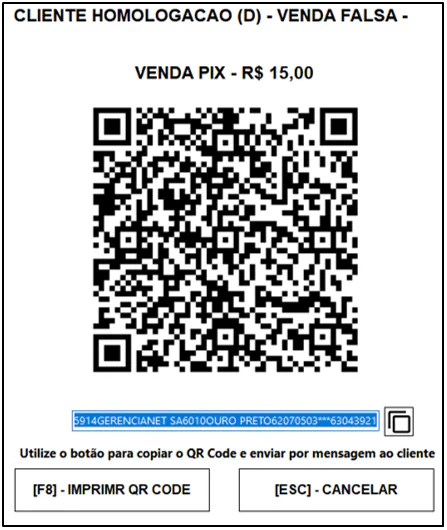 CLIENTE HOMOLOGACAO (D) - VENDA FALSA -
VENDA PIX - R$ 15,00
5914GERENCIANET SA6010OURO PRETO62070503***63043921
Utilize o botão para copiar o QR Code e enviar por mensagem ao cliente
[F8] - IMPRIMR QR CODE
[ESC] - CANCELAR